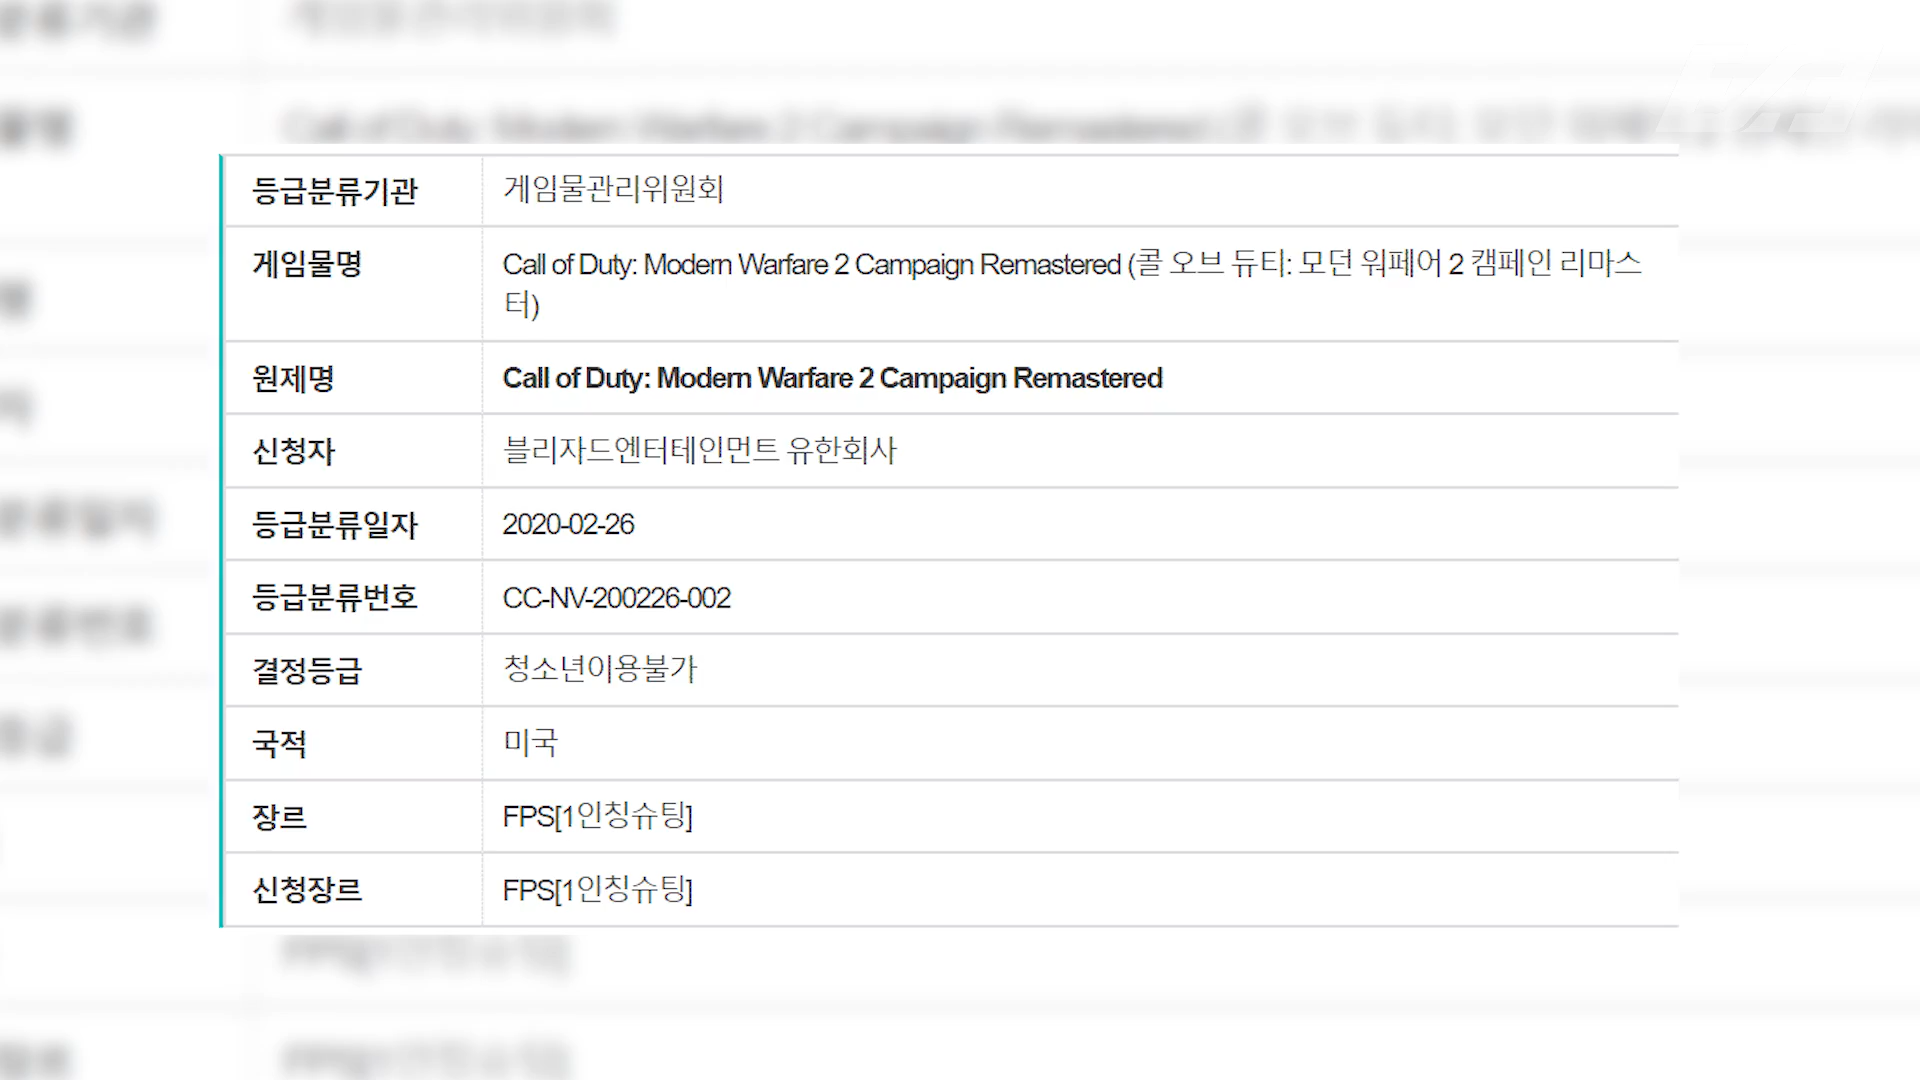 등급분류기관 게임물관리위원회
게임물명 Call of Duty: Modern Warfare 2 Campaign Remastered (콜 오브 듀티: 모던 워페어 2 캠페인 리마스
터)
원제명 Call of Duty: Modern Warfare 2 Campaign Remastered
신청자 블리자드엔터테인먼트 유한회사
등급분류일자 2020-02-26
등급분류번호 CC-NV-200226-002
결정등급 청소년이용불가
국적 미국
장르 FPS[1인칭슈팅]
신청장르 FPS[1인칭슈팅]